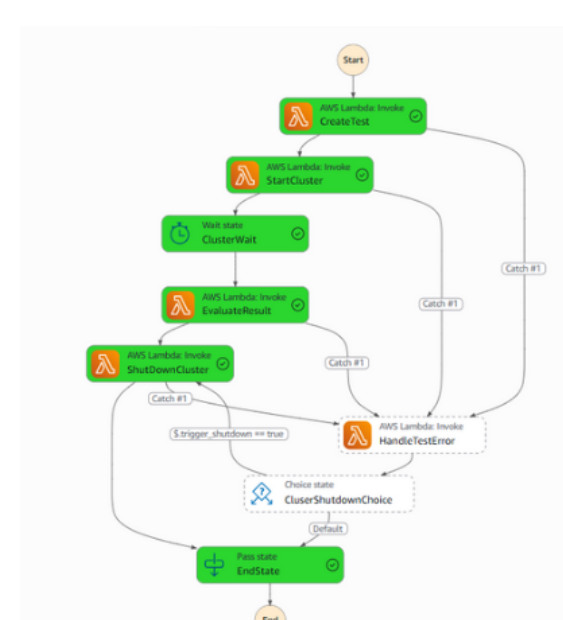 Start
AWS Lambda: Invoke
CreateTest
AWS Lambda: Invoke
StartCluster
Wait state
ClusterWait
Catch #1
AWS Lambda: Invoke
EvaluateResult
Catch #1
AWS Lambda: Invoke
ShutDownCluster
Catch #1
Catch #1
$.trigger_shutdown == true
AWS Lambda: Invoke
HandleTestError
Choice state
CluserShutdownChoice
Default
Pass state
EndState
End